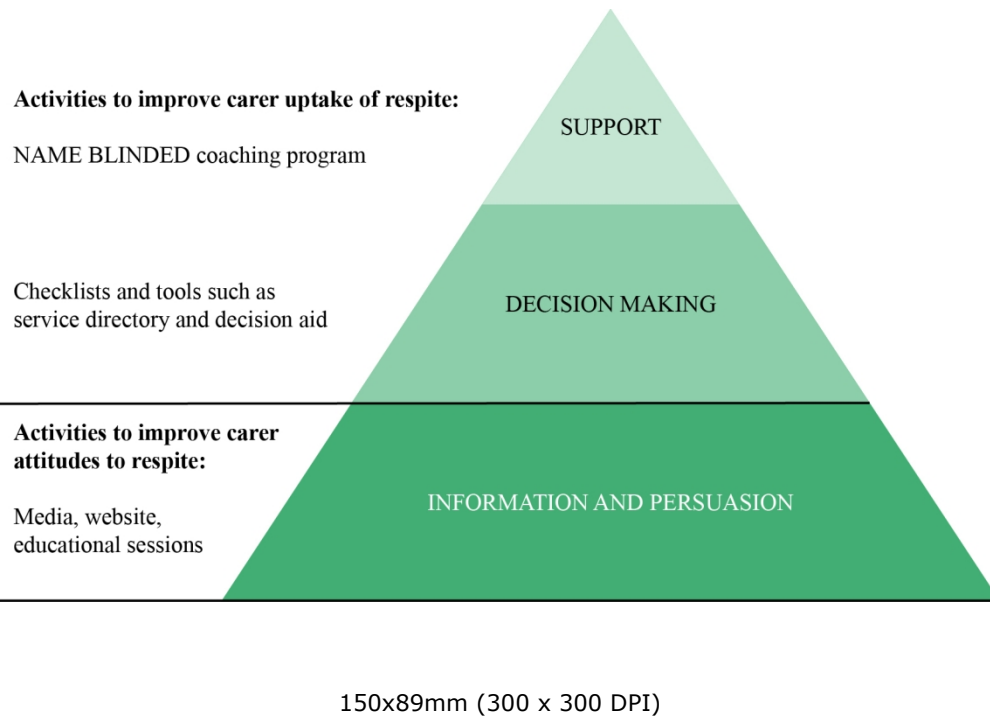 Activities to improve carer uptake of respite:
NAME BLINDED coaching program
SUPPORT
Checklists and tools such as
service directory and decision aid
DECISION MAKING
Activities to improve carer
attitudes to respite:
Media, website,
educational sessions
INFORMATION AND PERSUASION
150x89mm (300 x 300 DPI)